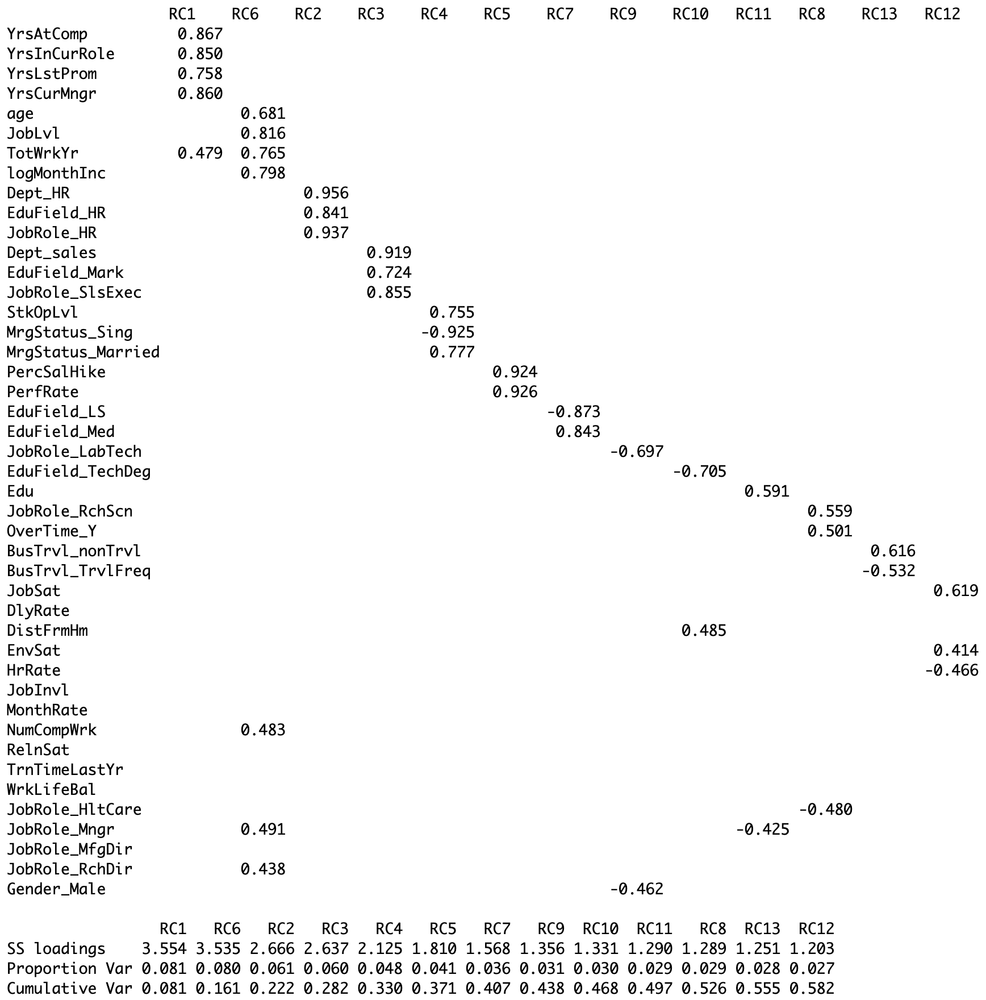 RC1 RC6 RC2 RC3 RC4 RC5 RC7 RC9 RC10 RC11 RC8 RC13 RC12
YrsAtComp 0.867
YrsInCurRole 0.850
YrsLstProm 0.758
YrsCurMngr 0.860
age 0.681
JobLvl 0.816
TotWrkYr 0.479 0.765
logMonthInc 0.798
Dept_HR 0.956
EduField_HR 0.841
JobRole_HR 0.937
Dept_sales 0.919
EduField_Mark 0.724
JobRole_SlsExec 0.855
StkOpLvl 0.755
MrgStatus_Sing -0.925
MrgStatus_Married 0.777
PercSalHike 0.924
PerfRate 0.926
EduField_LS -0.873
EduField_Med 0.843
JobRole_LabTech -0.697
EduField_TechDeg -0.705
Edu 0.591
JobRole_RchScn 0.559
OverTime_Y 0.501
BusTrvl_nonTrvl 0.616
BusTrvl_TrvlFreq -0.532
JobSat 0.619
DlyRate
DistFrmHm 0.485
EnvSat 0.414
HrRate -0.466
JobInvl
MonthRate
NumCompWrk 0.483
RelnSat
TrnTimeLastYr
WrkLifeBal
JobRole_HltCare -0.480
JobRole_Mngr 0.491 -0.425
JobRole_MfgDir
JobRole_RchDir 0.438
Gender_Male -0.462
RC1 RC6 RC2 RC3 RC4 RC5 RC7 RC9 RC10 RC11 RC8 RC13 RC12
SS loadings 3.554 3.535 2.666 2.637 2.125 1.810 1.568 1.356 1.331 1.290 1.289 1.251 1.203
Proportion Var 0.081 0.080 0.061 0.060 0.048 0.041 0.036 0.031 0.030 0.029 0.029 0.028 0.027
Cumulative Var 0.081 0.161 0.222 0.282 0.330 0.371 0.407 0.438 0.468 0.497 0.526 0.555 0.582